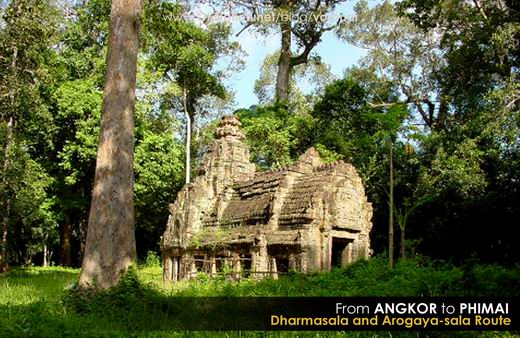 From ANGKOR to PHIMAI
Dharmasala and Arogaya-sala Route